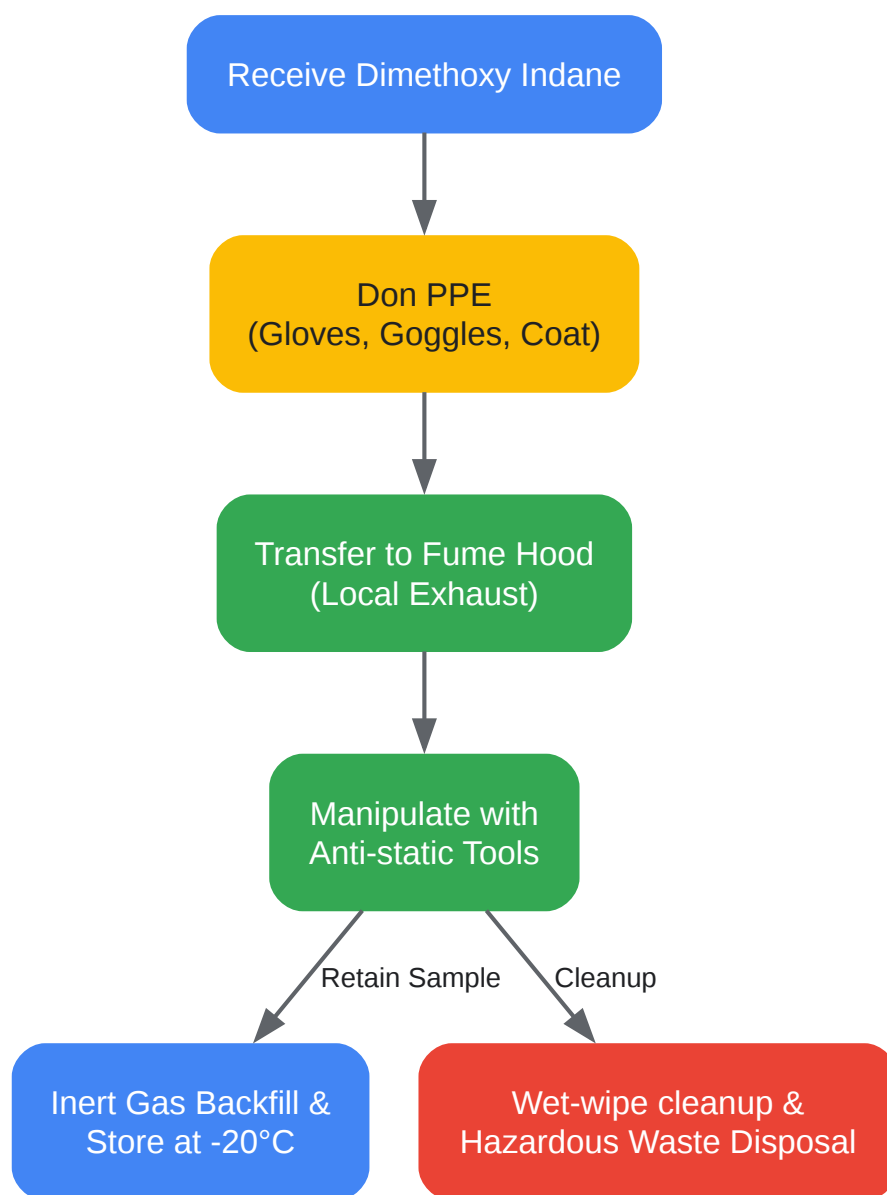 Receive Dimethoxy Indane
Don PPE
(Gloves, Goggles, Coat)
Transfer to Fume Hood
(Local Exhaust)
Manipulate with
Anti-static Tools
Retain Sample
Cleanup
Inert Gas Backfill &
Store at -20°C
Wet-wipe cleanup &
Hazardous Waste Disposal